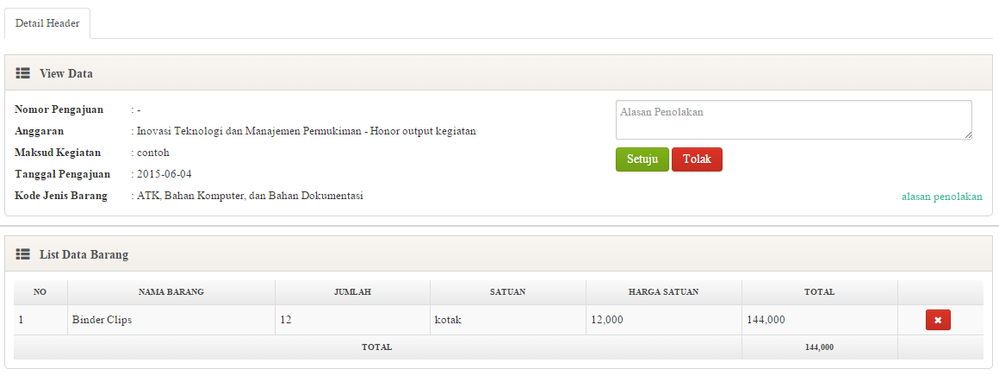 Detail Header
View Data
Nomor Pengajuan : -
Anggaran : Inovasi Teknologi dan Manajemen Permukiman - Honor output kegiatan
Maksud Kegiatan : contoh
Tanggal Pengajuan : 2015-06-04
Kode Jenis Barang : ATK, Bahan Komputer, dan Bahan Dokumentasi
Alasan Penolakan
Setuju Tolak
alasan penolakan
List Data Barang
NO NAMA BARANG JUMLAH SATUAN HARGA SATUAN TOTAL
1 Binder Clips 12 kotak 12,000 144,000
TOTAL 144,000